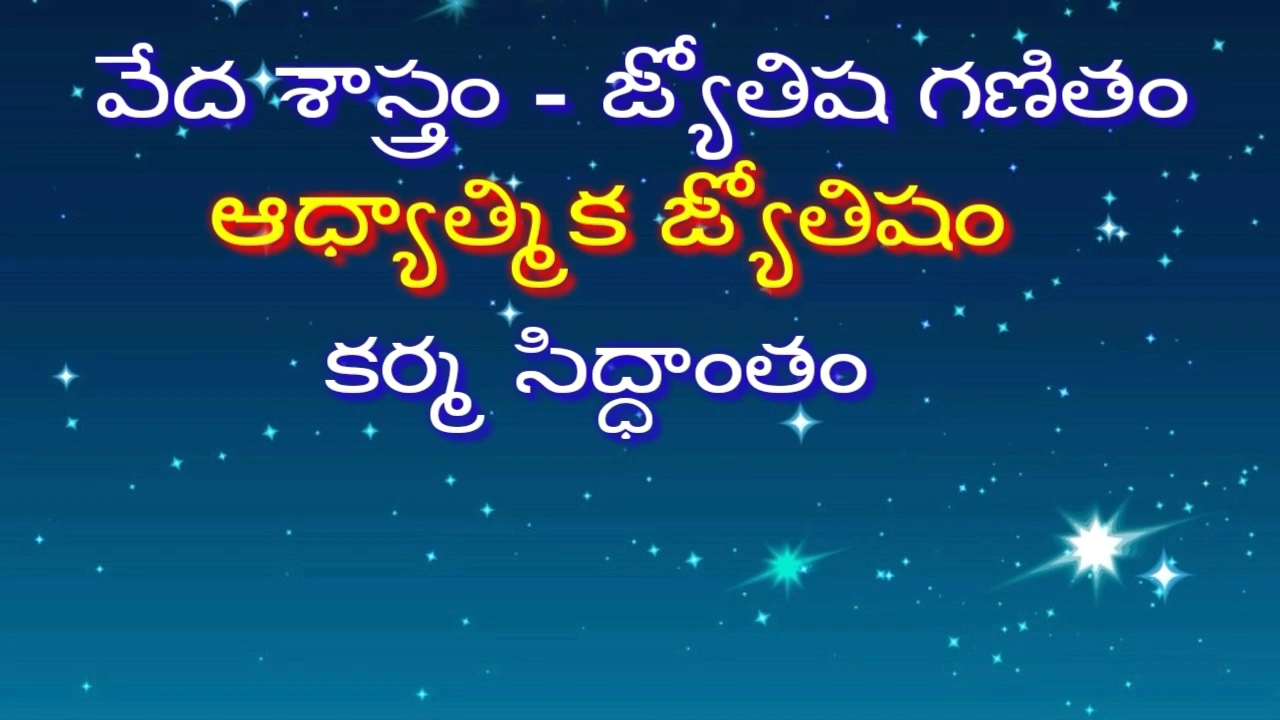 వేద శాస్త్రం - జ్యోతిష గణితం
ఆధ్యాత్మిక జ్యోతిషం
కర్మ సిద్ధాంతం